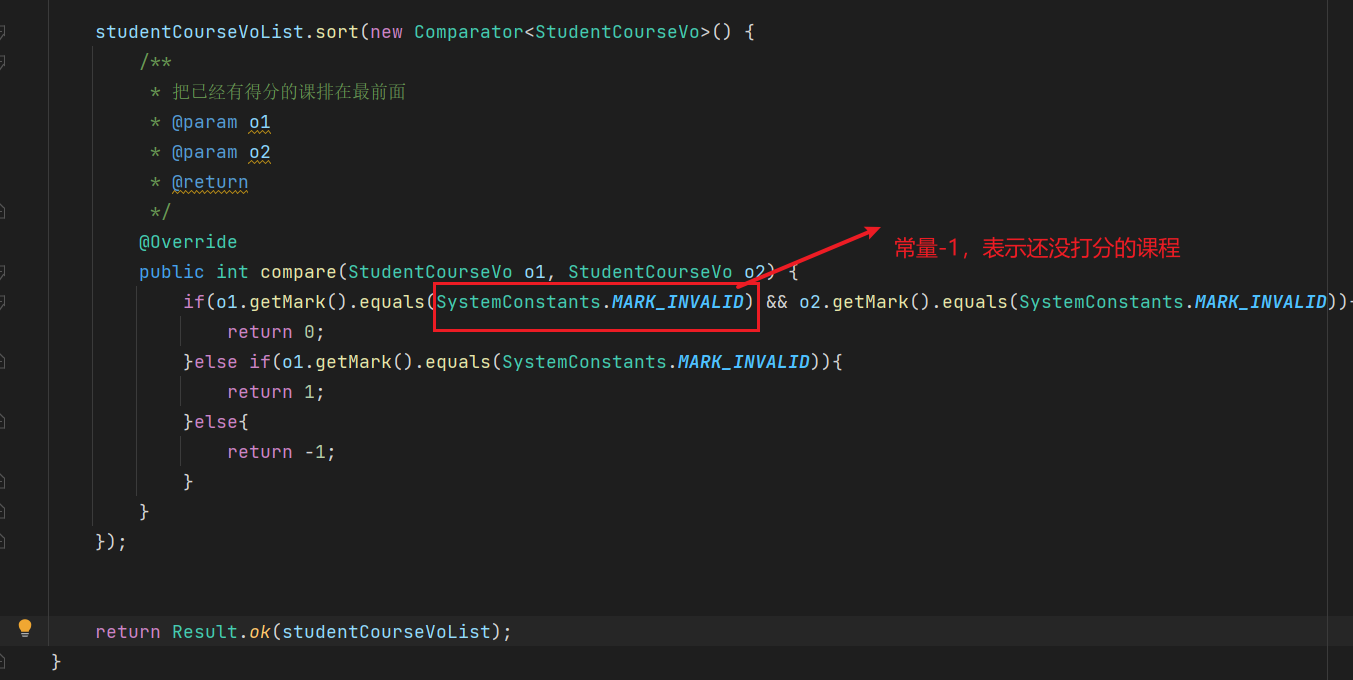 studentCourseVoList.sort(new Comparator<StudentCourseVo>() {
/**
* 把已经有得分的课排在最前面
* @param o1
* @param o2
* @return
*/
@Override
常量-1，表示还没打分的课程
public int compare(StudentCourseVo o1, StudentCourseVo o2) {
if(o1.getMark().equals(SystemConstants.MARK_INVALID) && o2.getMark().equals(SystemConstants.MARK_INVALID)){
return 0;
}else if(o1.getMark().equals(SystemConstants.MARK_INVALID)){
return 1;
}else{
return -1;
}
}
});
return Result.ok(studentCourseVoList);
}